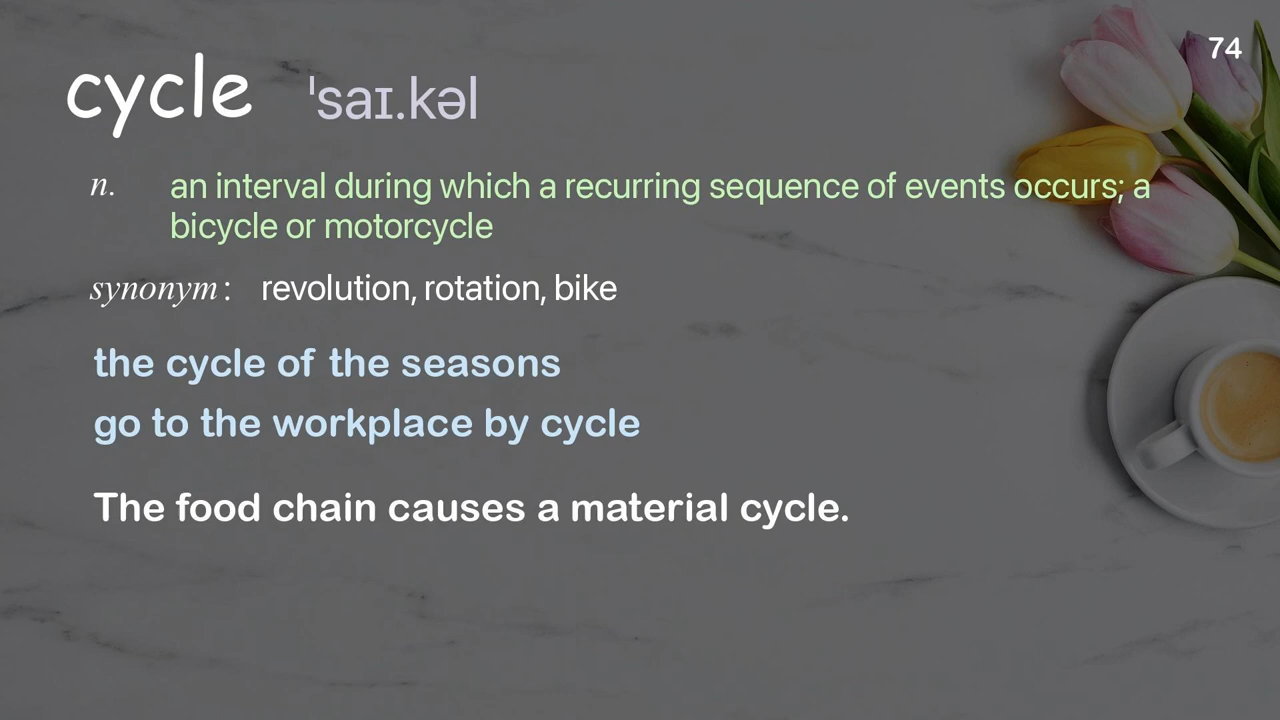 74
cycle ˈsaɪ.kəl
n. an interval during which a recurring sequence of events occurs; a
bicycle or motorcycle
synonym: revolution, rotation, bike
the cycle of the seasons
go to the workplace by cycle
The food chain causes a material cycle.